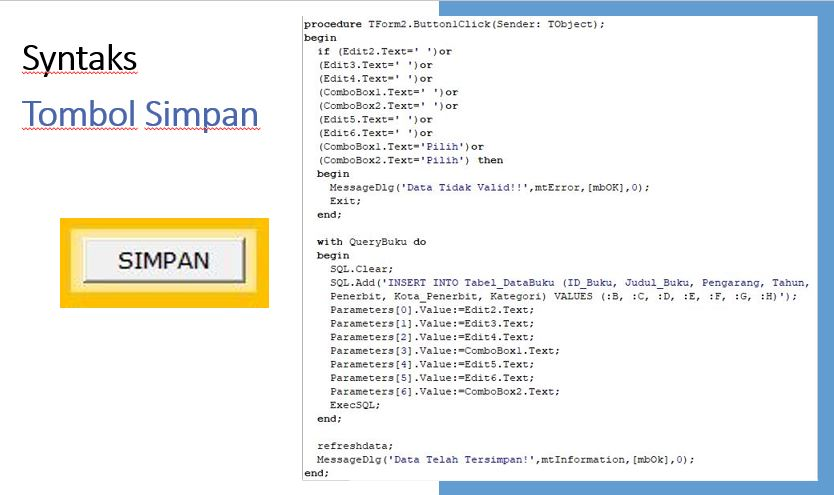 Syntaks
Tombol Simpan
SIMPAN
procedure TForm2.Button1Click(Sender: TObject);
begin
if (Edit2.Text=' ')or
(Edit3.Text=' ')or
(Edit4.Text=' ')or
(ComboBox1.Text=' ')or
(ComboBox2.Text=' ')or
(Edit5.Text=' ')or
(Edit6.Text=' ')or
(ComboBox1.Text='Pilih')or
(ComboBox2.Text='Pilih') then
begin
MessageDlg('Data Tidak Valid!!',mtError,[mbOK],0);
Exit;
end;
with QueryBuku do
begin
SQL.Clear;
SQL.Add('INSERT INTO Tabel_DataBuku (ID_Buku, Judul_Buku, Pengarang, Tahun,
Penerbit, Kota_Penerbit, Kategori) VALUES (:B, :C, :D, :E, :F, :G, :H)');
Parameters[0].Value:=Edit2.Text;
Parameters[1].Value:=Edit3.Text;
Parameters[2].Value:=Edit4.Text;
Parameters[3].Value:=ComboBox1.Text;
Parameters[4].Value:=Edit5.Text;
Parameters[5].Value:=Edit6.Text;
Parameters[6].Value:=ComboBox2.Text;
ExecSQL;
end;
refreshdata;
MessageDlg('Data Telah Tersimpan!',mtInformation,[mbOk],0);
end;